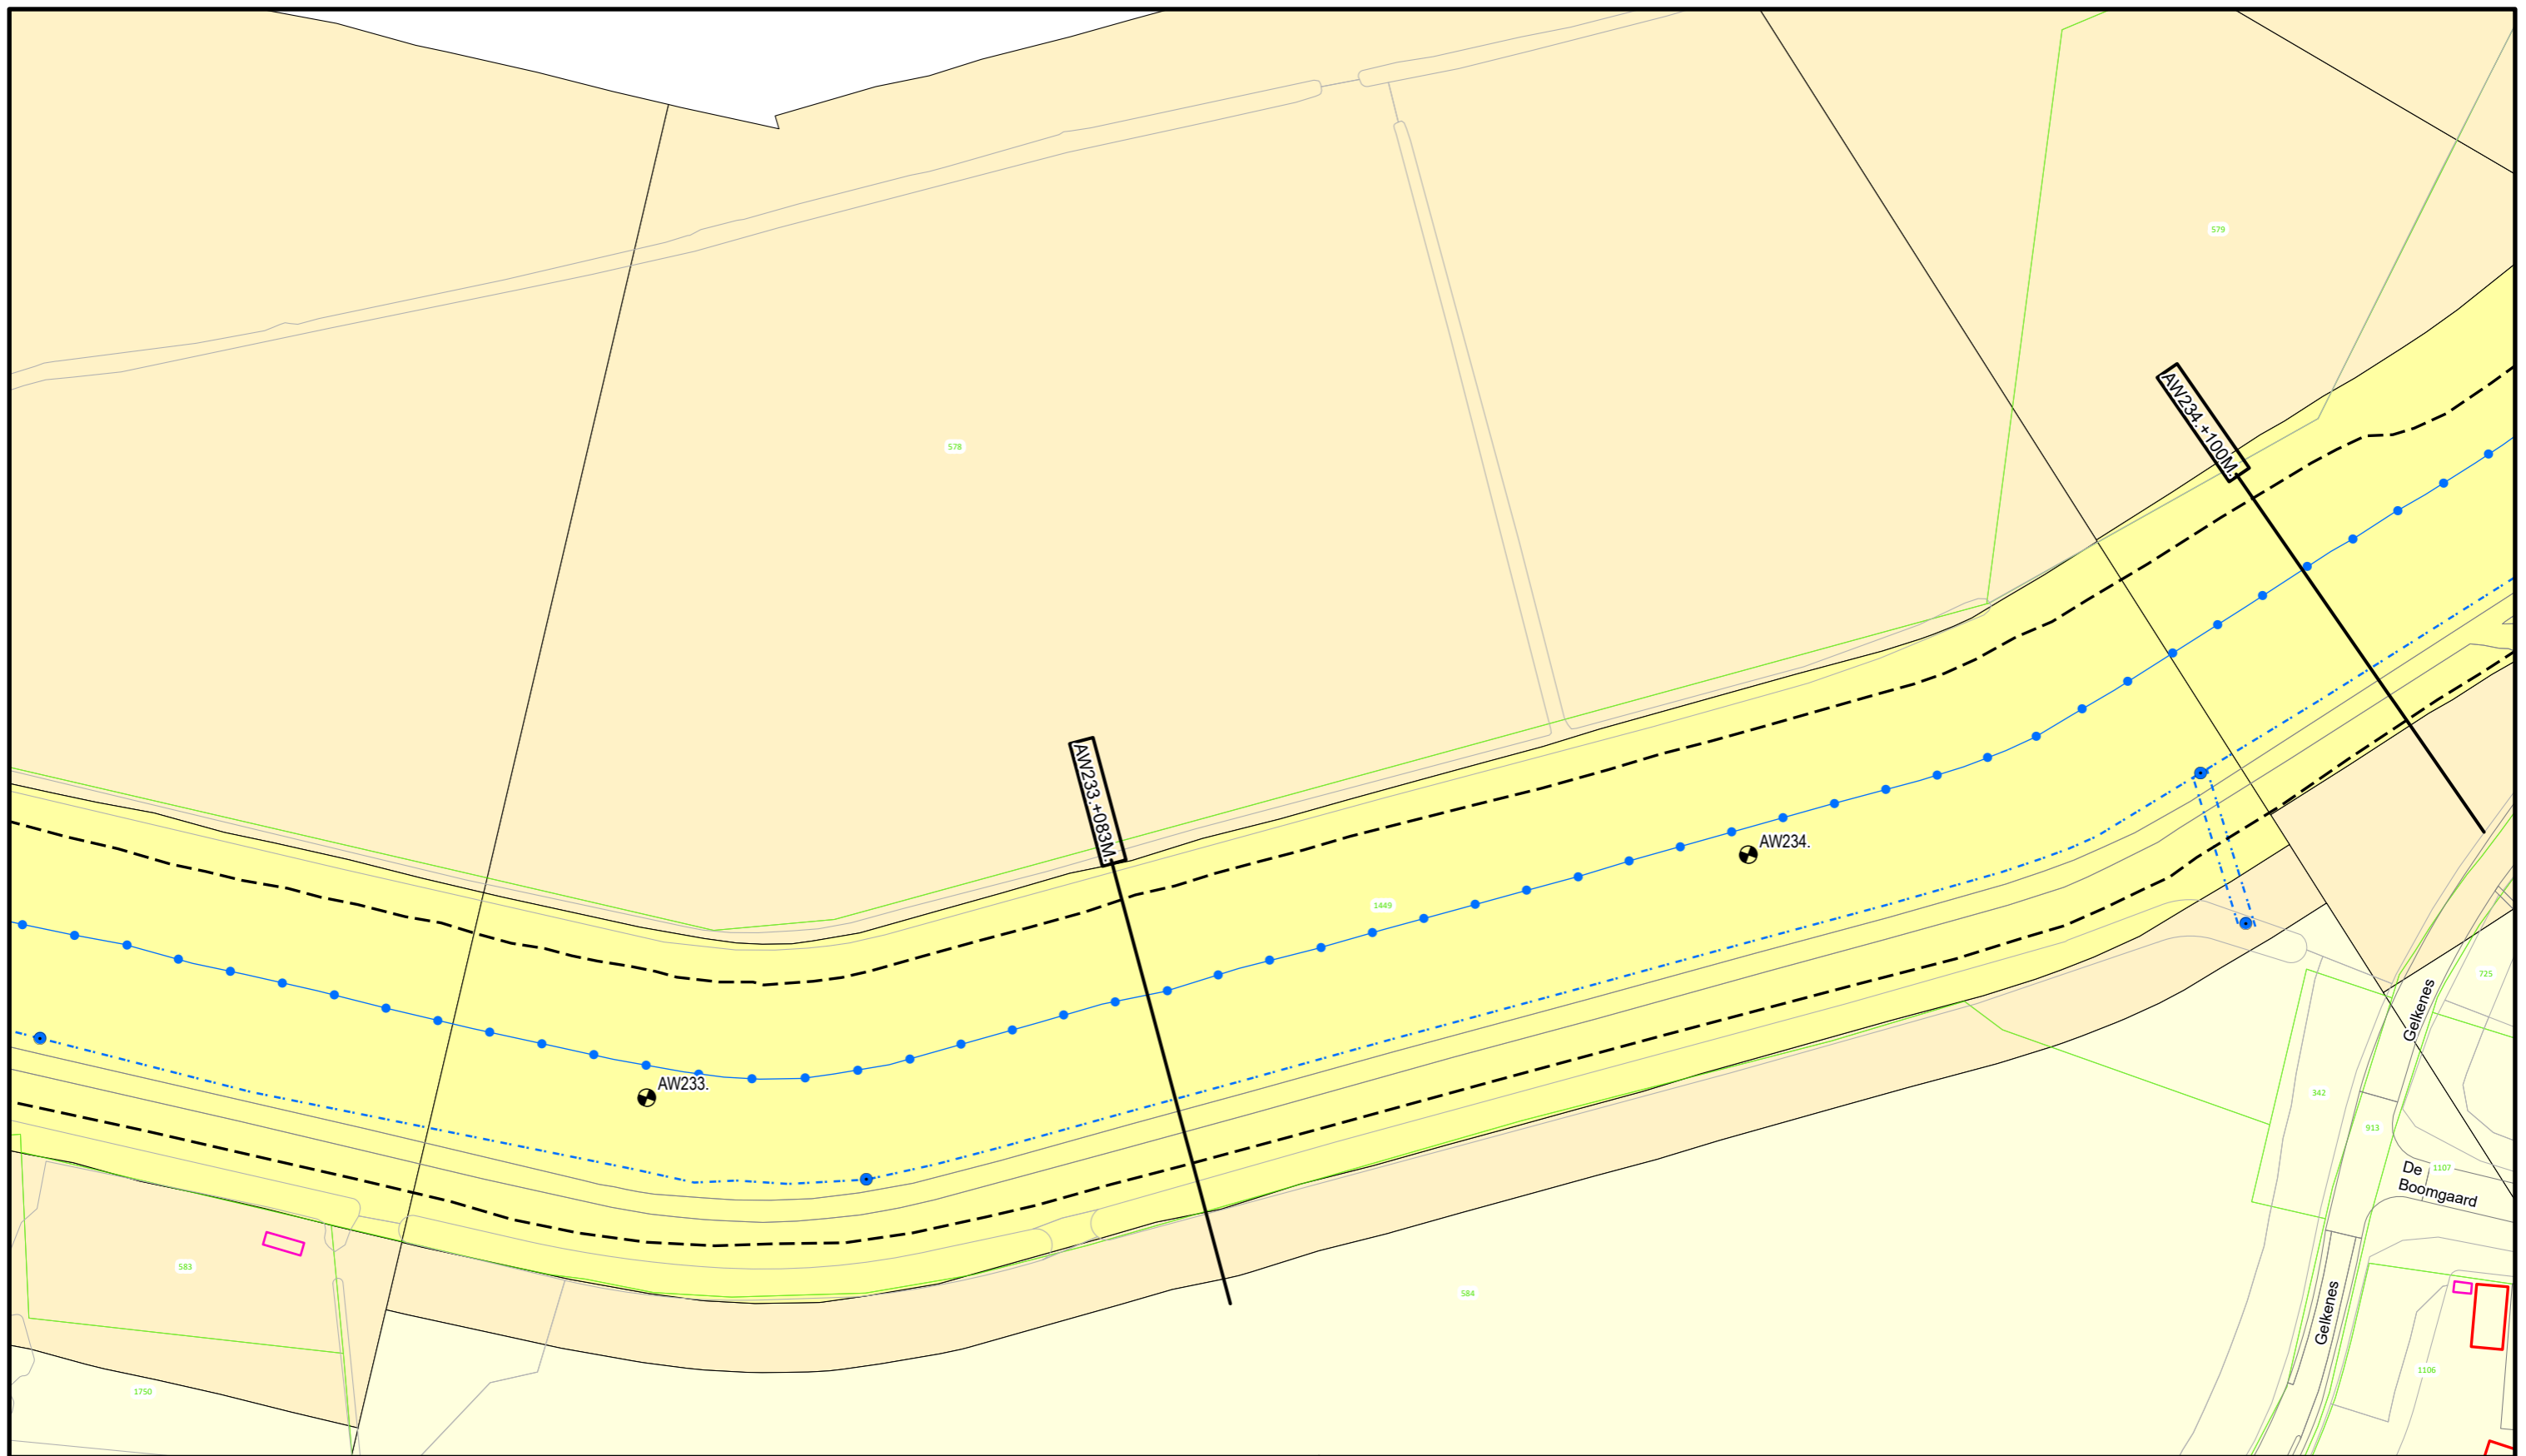 579
AW234.+100M.
578
AW233.+083M.
AW234.
1449
725
Gelkenes
AW233.
342
913
De
Boomgaard
1107
583
584
Gelkenes
1106
1750